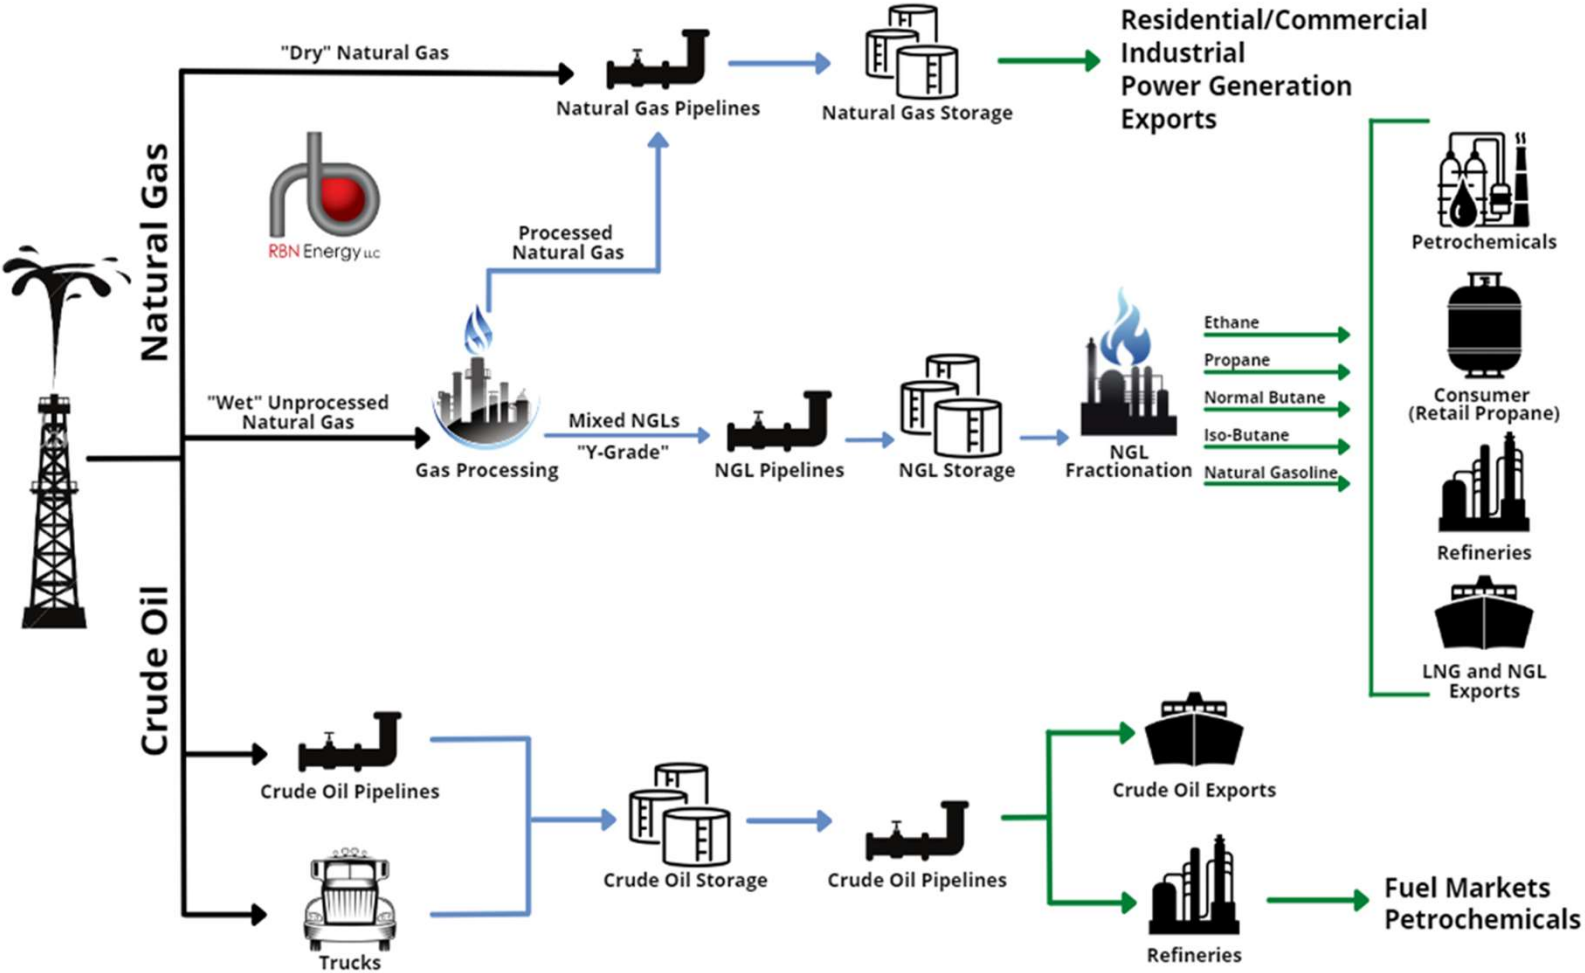 "Dry" Natural Gas
Natural Gas Pipelines
Natural Gas Storage
Residential/Commercial
Industrial
Power Generation
Exports
Natural Gas
RBN Energy LLC
Processed
Natural Gas
"Wet" Unprocessed
Natural Gas
Gas Processing
Mixed NGLs
"Y-Grade"
NGL Pipelines
NGL Storage
NGL
Fractionation
Ethane
Propane
Normal Butane
Iso-Butane
Natural Gasoline
Petrochemicals
Consumer
(Retail Propane)
Refineries
LNG and NGL
Exports
Crude Oil
Crude Oil Pipelines
Trucks
Crude Oil Storage
Crude Oil Pipelines
Crude Oil Exports
Refineries
Fuel Markets
Petrochemicals